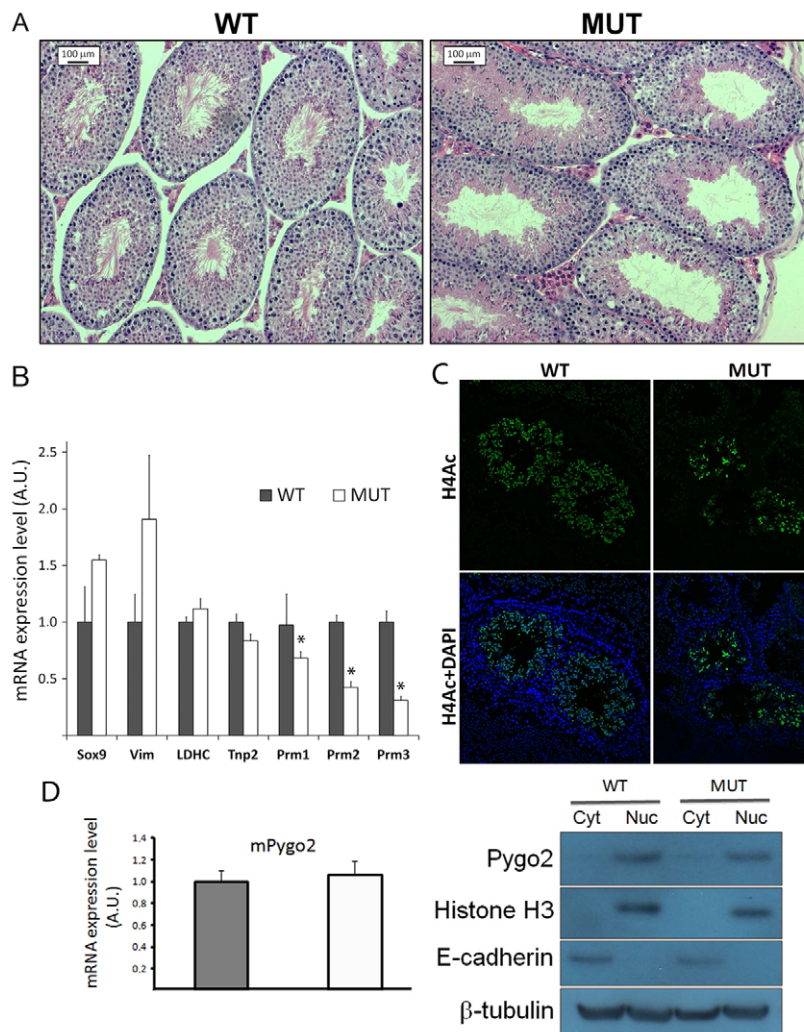 A
WT
MUT
100 µm
100 µm
B
mRNA expression level (A.U.)
2.5
2.0
1.5
1.0
0.5
WT
MUT
*
*
*
Sox9 Vim LDHC Tnp2 Prm1 Prm2 Prm3
C
WT
MUT
H4Ac
H4Ac+DAPI
D
mRNA expression level
(A.U.)
mPygo2
1.4
1.2
1.0
0.8
0.6
0.4
0,2
WT
MUT
Cyt Nuc Cyt Nuc
Pygo2
Histone H3
E-cadherin
β-tubulin